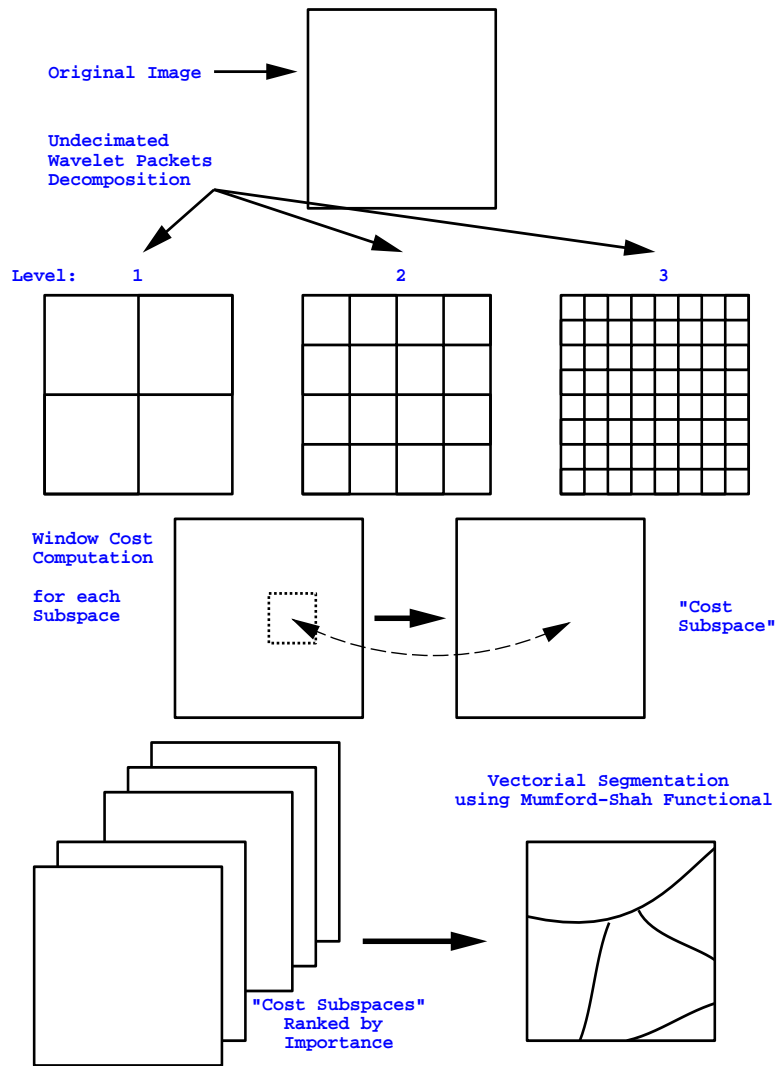 Original Image
Undecimated
Wavelet Packets
Decomposition
Level: 1 2 3
Window Cost
Computation
for each
Subspace
"Cost
Subspace"
Vectorial Segmentation
using Mumford-Shah Functional
"Cost Subspaces"
Ranked by
Importance